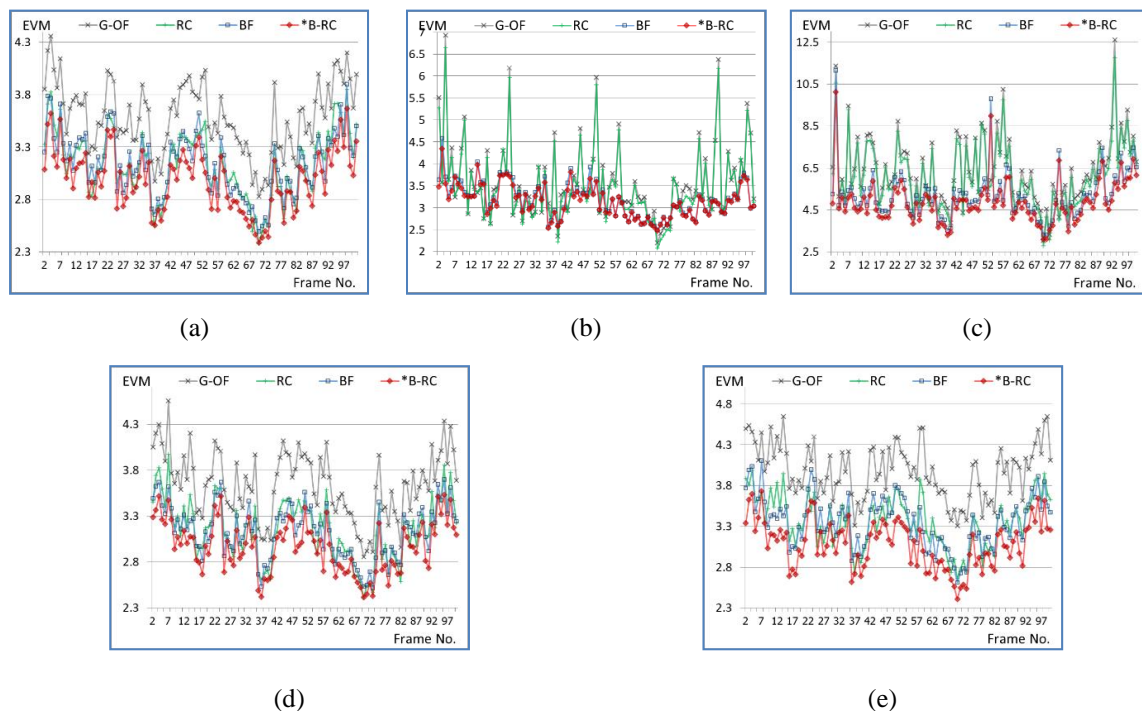 EVM G-OF RC BF *B-RC
4.3
3.8
3.3
2.8
2.3
2 7 12 17 22 27 32 37 42 47 52 57 62 67 72 77 82 87 92 97
Frame No.
(a)
EVM G-OF RC BF *B-RC
7
6.5
6
5.5
5
4.5
4
3.5
3
2.5
2
2 7 12 17 22 27 32 37 42 47 52 57 62 67 72 77 82 87 92 97
Frame No.
(b)
EVM G-OF RC BF *B-RC
12.5
10.5
8.5
6.5
4.5
2.5
2 7 12 17 22 27 32 37 42 47 52 57 62 67 72 77 82 87 92 97
Frame No.
(c)
EVM G-OF RC BF *B-RC
4.3
3.8
3.3
2.8
2.3
2 7 12 17 22 27 32 37 42 47 52 57 62 67 72 77 82 87 92 97
Frame No.
(d)
EVM G-OF RC BF *B-RC
4.8
4.3
3.8
3.3
2.8
2.3
2 7 12 17 22 27 32 37 42 47 52 57 62 67 72 77 82 87 92 97
Frame No.
(e)